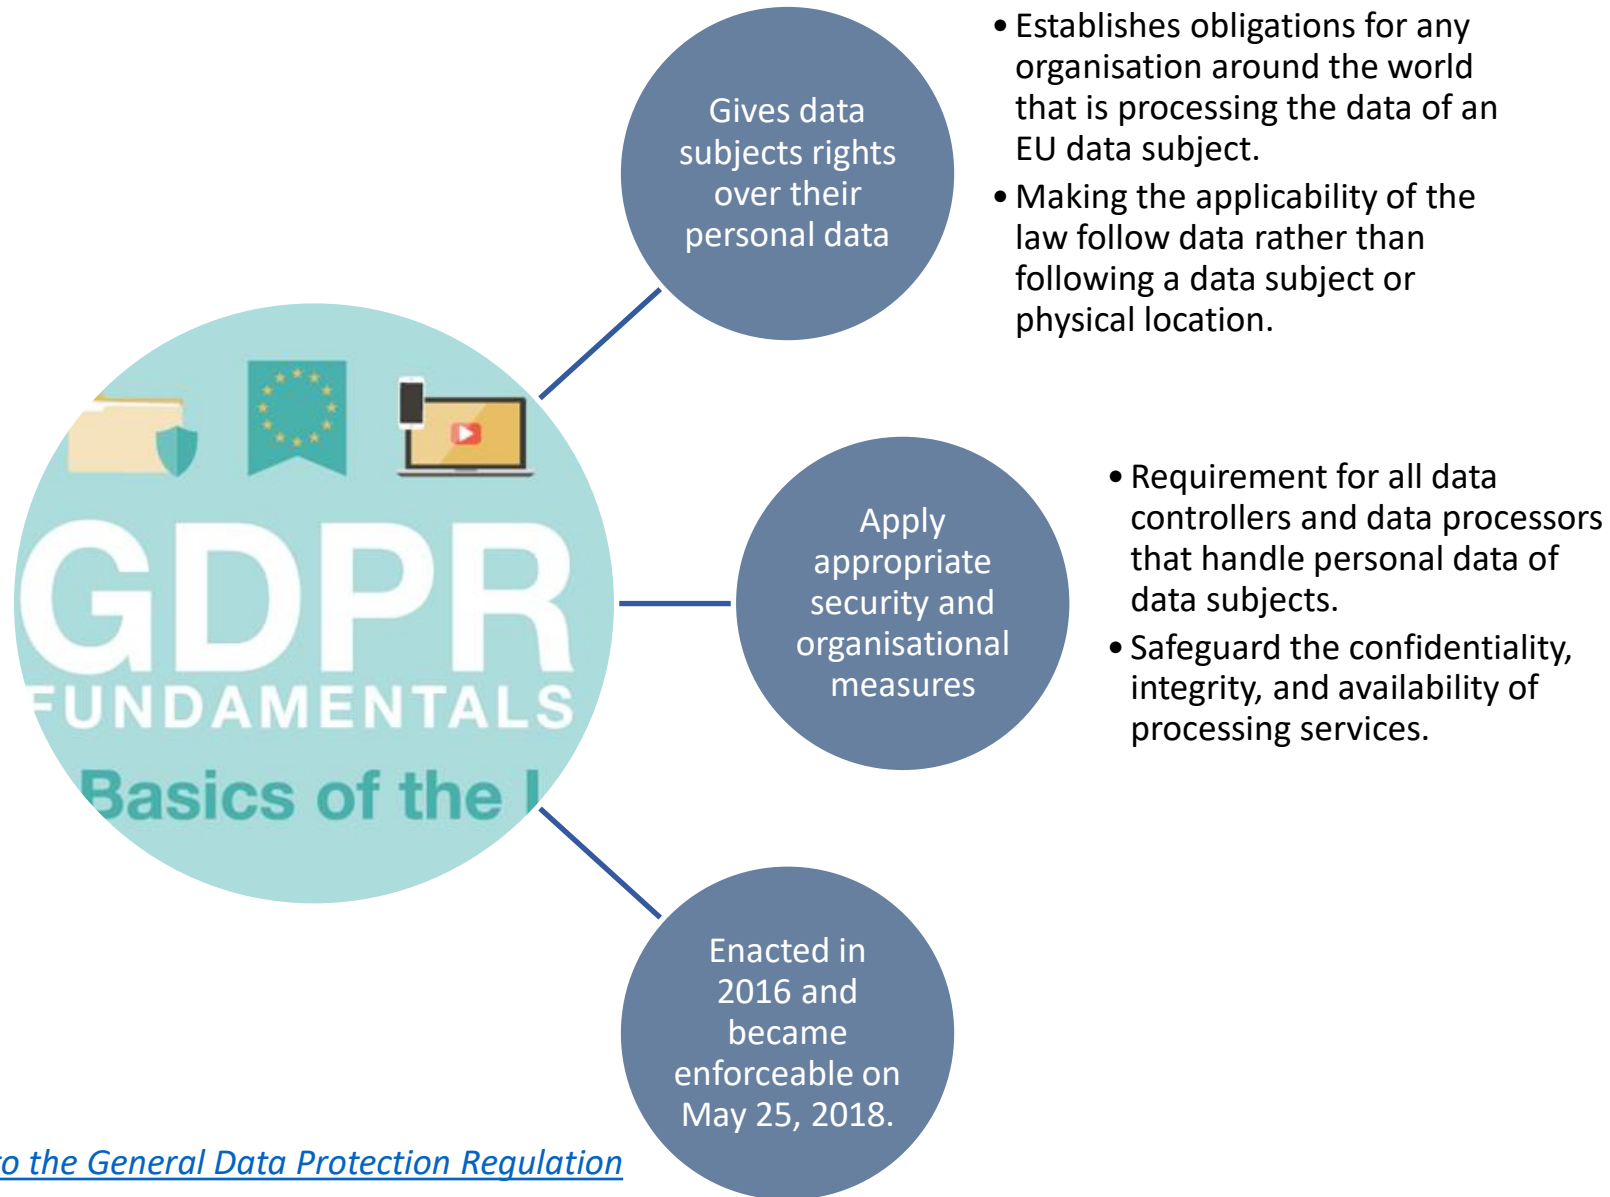 Gives data
subjects rights
over their
personal data
• Establishes obligations for any
organisation around the world
that is processing the data of an
EU data subject.
• Making the applicability of the
law follow data rather than
following a data subject or
physical location.
GDPR
FUNDAMENTALS
Basics of the
Apply
appropriate
security and
organisational
measures
• Requirement for all data
controllers and data processors
that handle personal data of
data subjects.
• Safeguard the confidentiality,
integrity, and availability of
processing services.
Enacted in
2016 and
became
enforceable on
May 25, 2018.
to the General Data Protection Regulation